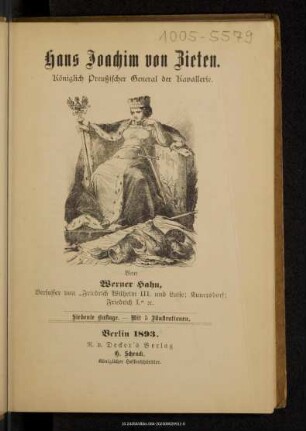 1005-5579
Hans Joachim von Zieten.
Königlich Preußischer General der Kavallerie.
Von
Werner Hahn,
Verfasser von „Friedrich Wilhelm III. und Luise; Kunersdorf;
Friedrich I." ꝛc.
Siebente Auflage. — Mit 5 Illustrationen.
Berlin 1893.
R. v. Decker's Verlag
G. Schenck,
Königlicher Hofbuchhändler.